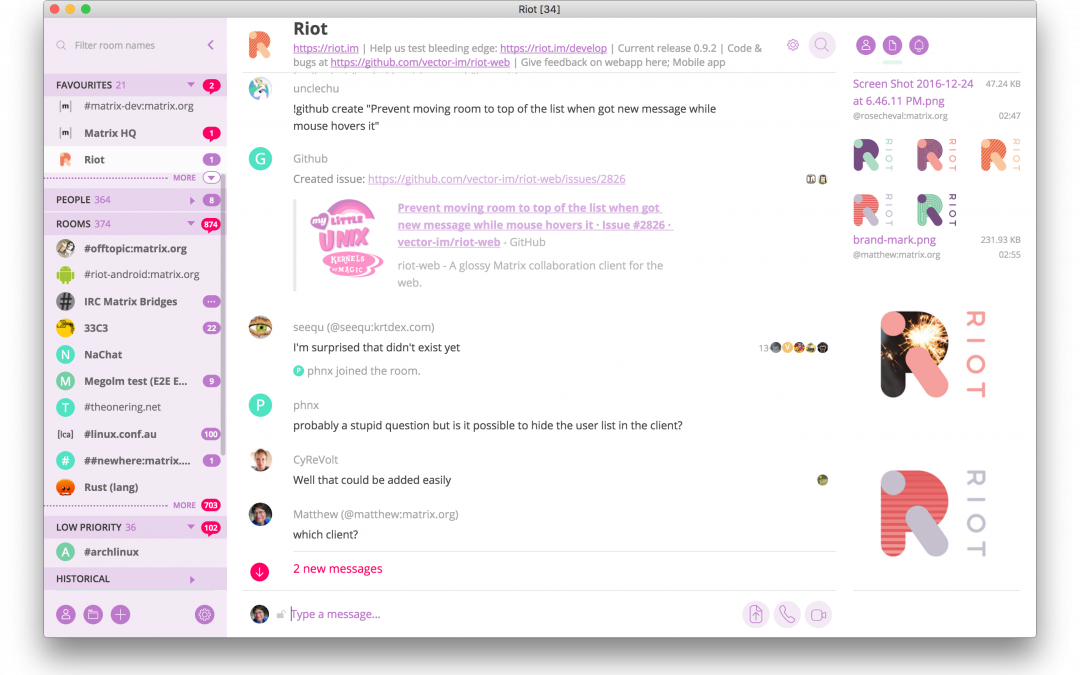 Riot [34]
Filter room names
FAVOURITES 21
2
[m]
#matrix-dev:matrix.org
[m]
Matrix HQ
1
Riot
1
MORE
PEOPLE 364
8
ROOMS 374
874
#offtopic:matrix.org
#riot-android:matrix.org
IRC Matrix Bridges
...
33C3
22
N
NaChat
M
Megolm test (E2E E...
9
T
#theonering.net
[lca]
#linux.conf.au
100
#
##newhere:matrix....
1
Rust (lang)
MORE
703
LOW PRIORITY 36
102
A
#archlinux
HISTORICAL
Riot
https://riot.im | Help us test bleeding edge: https://riot.im/develop | Current release 0.9.2 | Code &
bugs at https://github.com/vector-im/riot-web | Give feedback on webapp here; Mobile app
unclechu
!github create "Prevent moving room to top of the list when got new message while
mouse hovers it"
G
Github
Created issue: https://github.com/vector-im/riot-web/issues/2826
my
LITTLE
UNIX
KERNELS
OF MAGIC
Prevent moving room to top of the list when got
new message while mouse hovers it · Issue #2826 ·
vector-im/riot-web - GitHub
riot-web - A glossy Matrix collaboration client for the
web.
seequ (@seequ:krtdex.com)
I'm surprised that didn't exist yet
13
V
P
phnx joined the room.
P
phnx
probably a stupid question but is it possible to hide the user list in the client?
CyReVolt
Well that could be added easily
Matthew (@matthew:matrix.org)
which client?
2 new messages
Type a message...
Screen Shot 2016-12-24
at 6.46.11 PM.png
47.24 KB
@rosecheval:matrix.org
02:47
RIOT
RIOT
RIOT
RIOT
RIOT
brand-mark.png
231.93 KB
@matthew:matrix.org
02:55
RIOT
RIOT